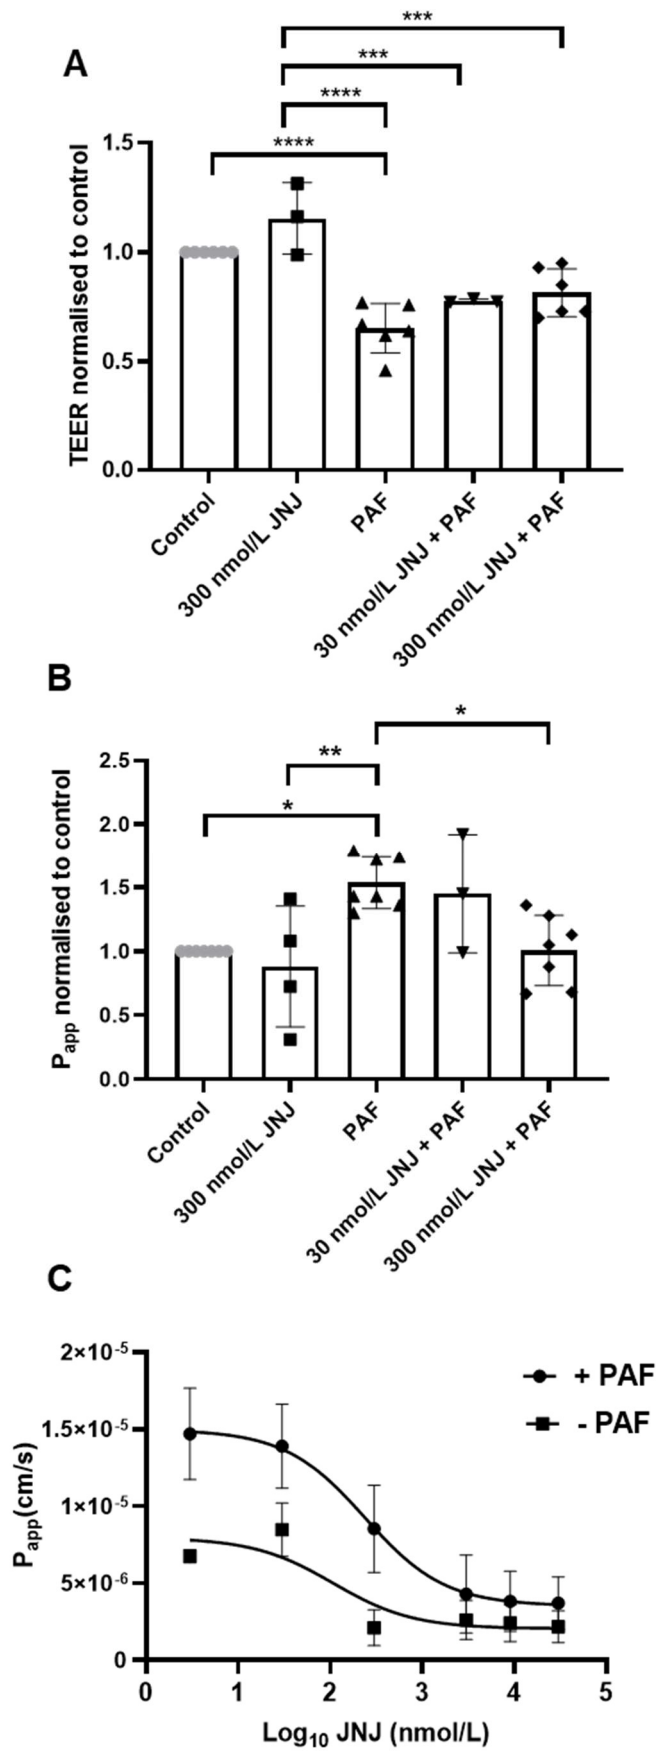 A
***
***
****
****
TEER normalised to control
1.5
1.0
0.5
0.0
Control
300 nmol/L JNJ
PAF
30 nmol/L JNJ + PAF
300 nmol/L JNJ + PAF
B
*
**
*
Papp normalised to control
2.5
2.0
1.5
1.0
0.5
0.0
Control
300 nmol/L JNJ
PAF
30 nmol/L JNJ + PAF
300 nmol/L JNJ + PAF
C
Papp(cm/s)
2×10-5
1.5×10-5
1×10-5
5×10-6
0
0 1 2 3 4 5
Log10 JNJ (nmol/L)
+ PAF
- PAF